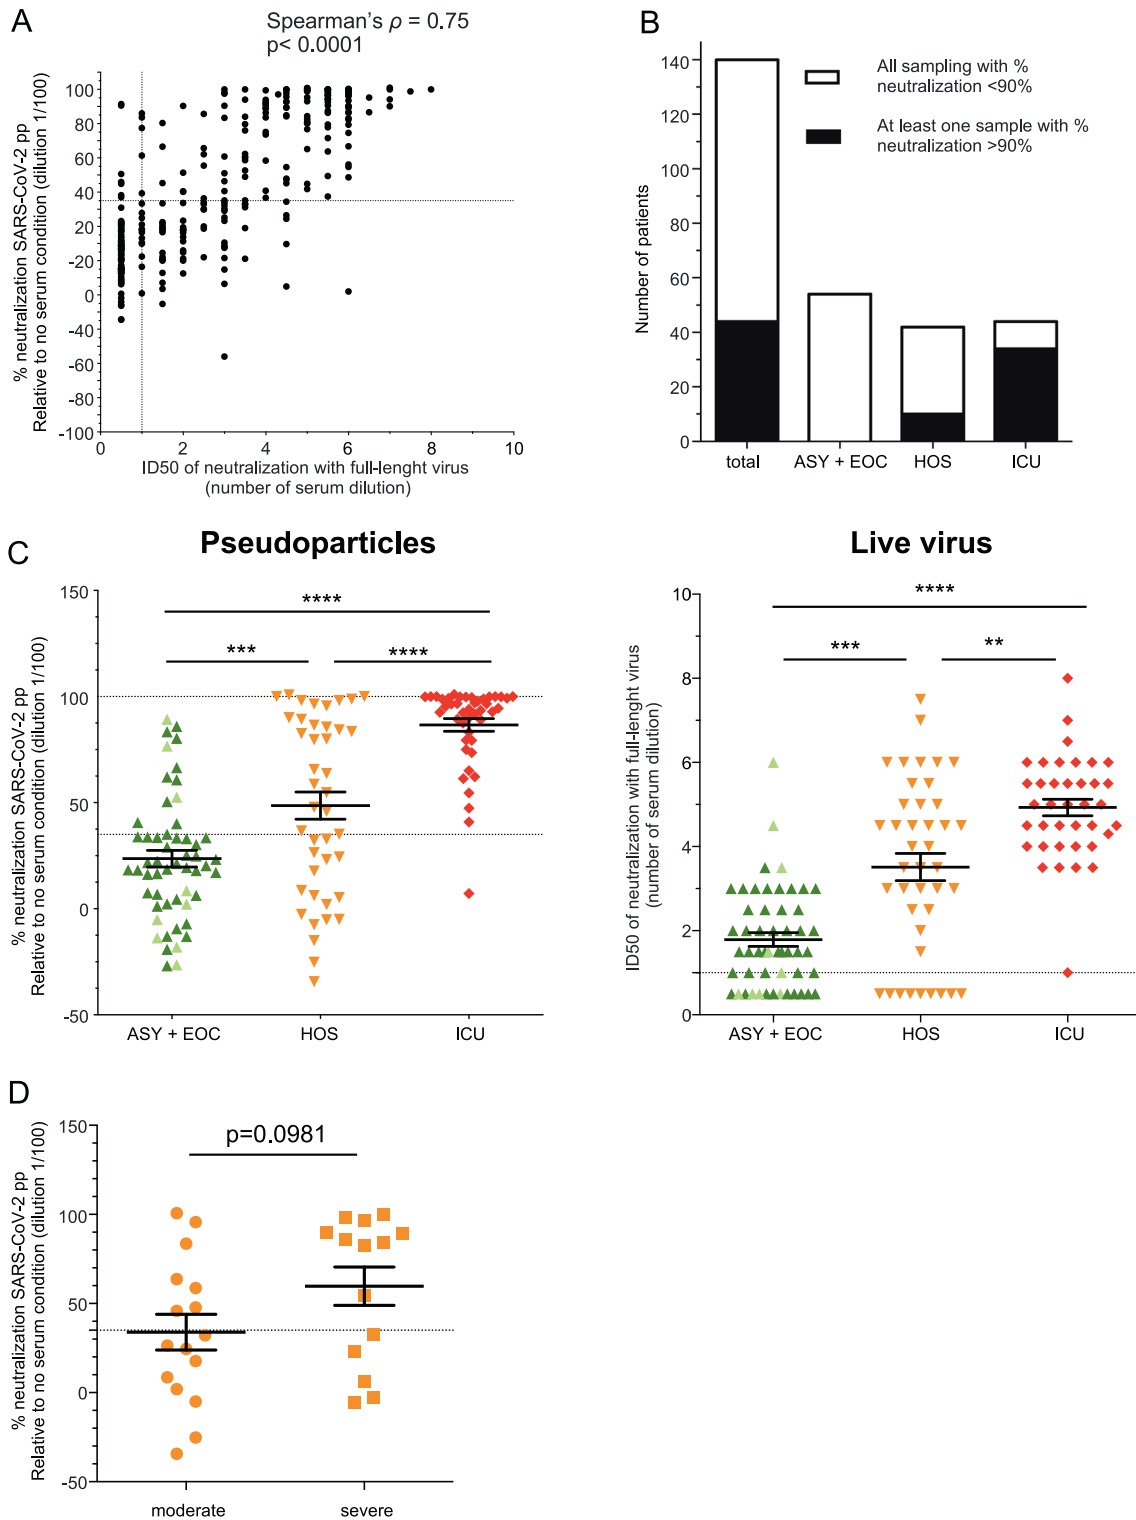 A
Spearman's ρ = 0.75
p< 0.0001
% neutralization SARS-CoV-2 pp
Relative to no serum condition (dilution 1/100)
100
80
60
40
20
-20
0
-40
-60
-80
-100
0
2
4
6
8
10
ID50 of neutralization with full-lenght virus
(number of serum dilution)
B
Number of patients
140
120
100
80
60
40
20
0
All sampling with %
neutralization <90%
At least one sample with %
neutralization >90%
total
ASY + EOC
HOS
ICU
C
Pseudoparticles
% neutralization SARS-CoV-2 pp
Relative to no serum condition (dilution 1/100)
150
100
50
0
-50
****
***
****
ASY + EOC
HOS
ICU
Live virus
ID50 of neutralization with full-lenght virus
(number of serum dilution)
10
8
6
4
2
0
****
***
**
ASY + EOC
HOS
ICU
D
% neutralization SARS-CoV-2 pp
Relative to no serum condition (dilution 1/100)
150
100
50
0
-50
p=0.0981
moderate
severe